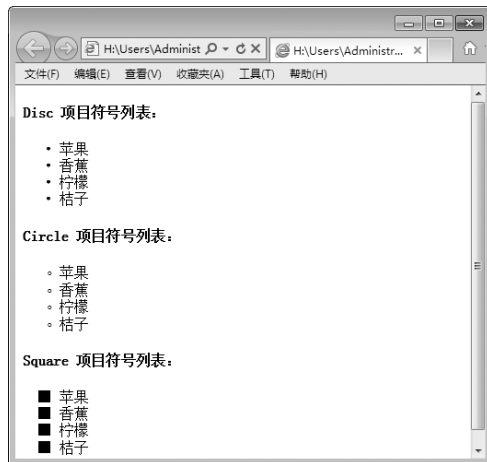 H:\Users\Administ
H:\Users\Administr...
文件(F) 编辑(E) 查看(V) 收藏夹(A) 工具(T) 帮助(H)
Disc 项目符号列表：
• 苹果
• 香蕉
• 柠檬
• 桔子
Circle 项目符号列表：
◦ 苹果
◦ 香蕉
◦ 柠檬
◦ 桔子
Square 项目符号列表：
■ 苹果
■ 香蕉
■ 柠檬
■ 桔子